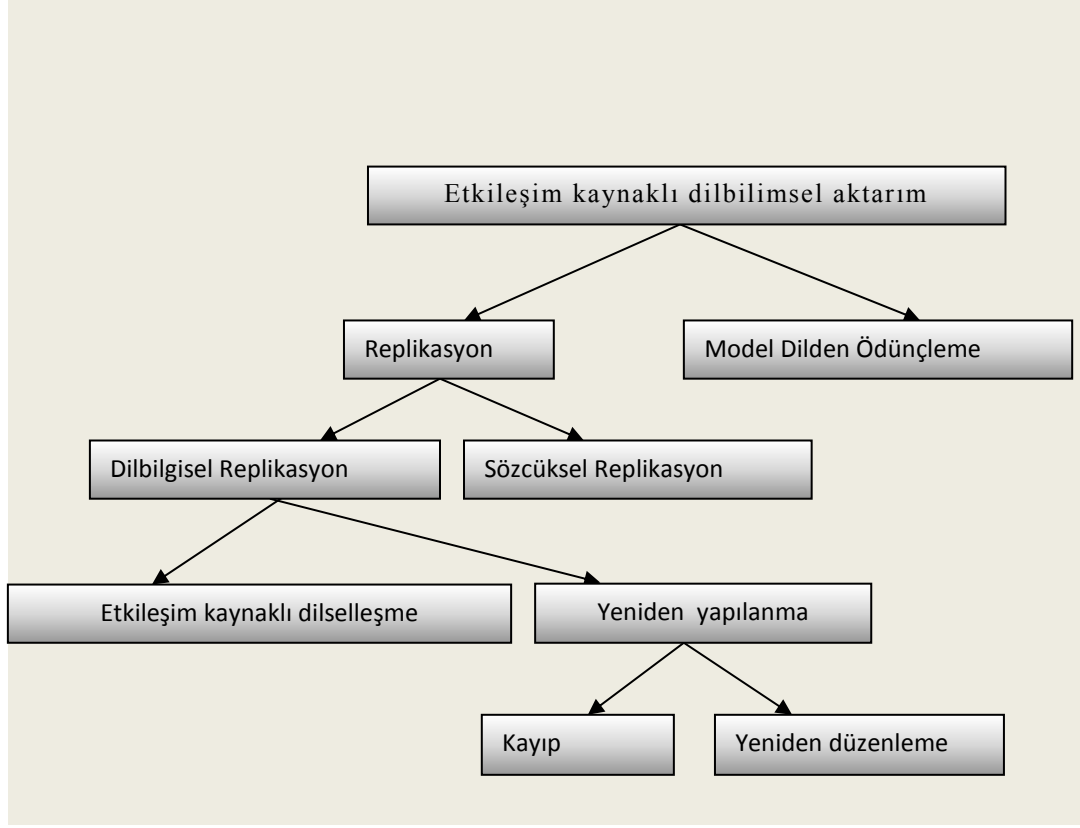 Etkileşim kaynaklı dilbilimsel aktarım
Replikasyon
Model Dilden Ödünçleme
Dilbilgisel Replikasyon
Sözcüksel Replikasyon
Etkileşim kaynaklı dilselleşme
Yeniden yapılanma
Kayıp
Yeniden düzenleme